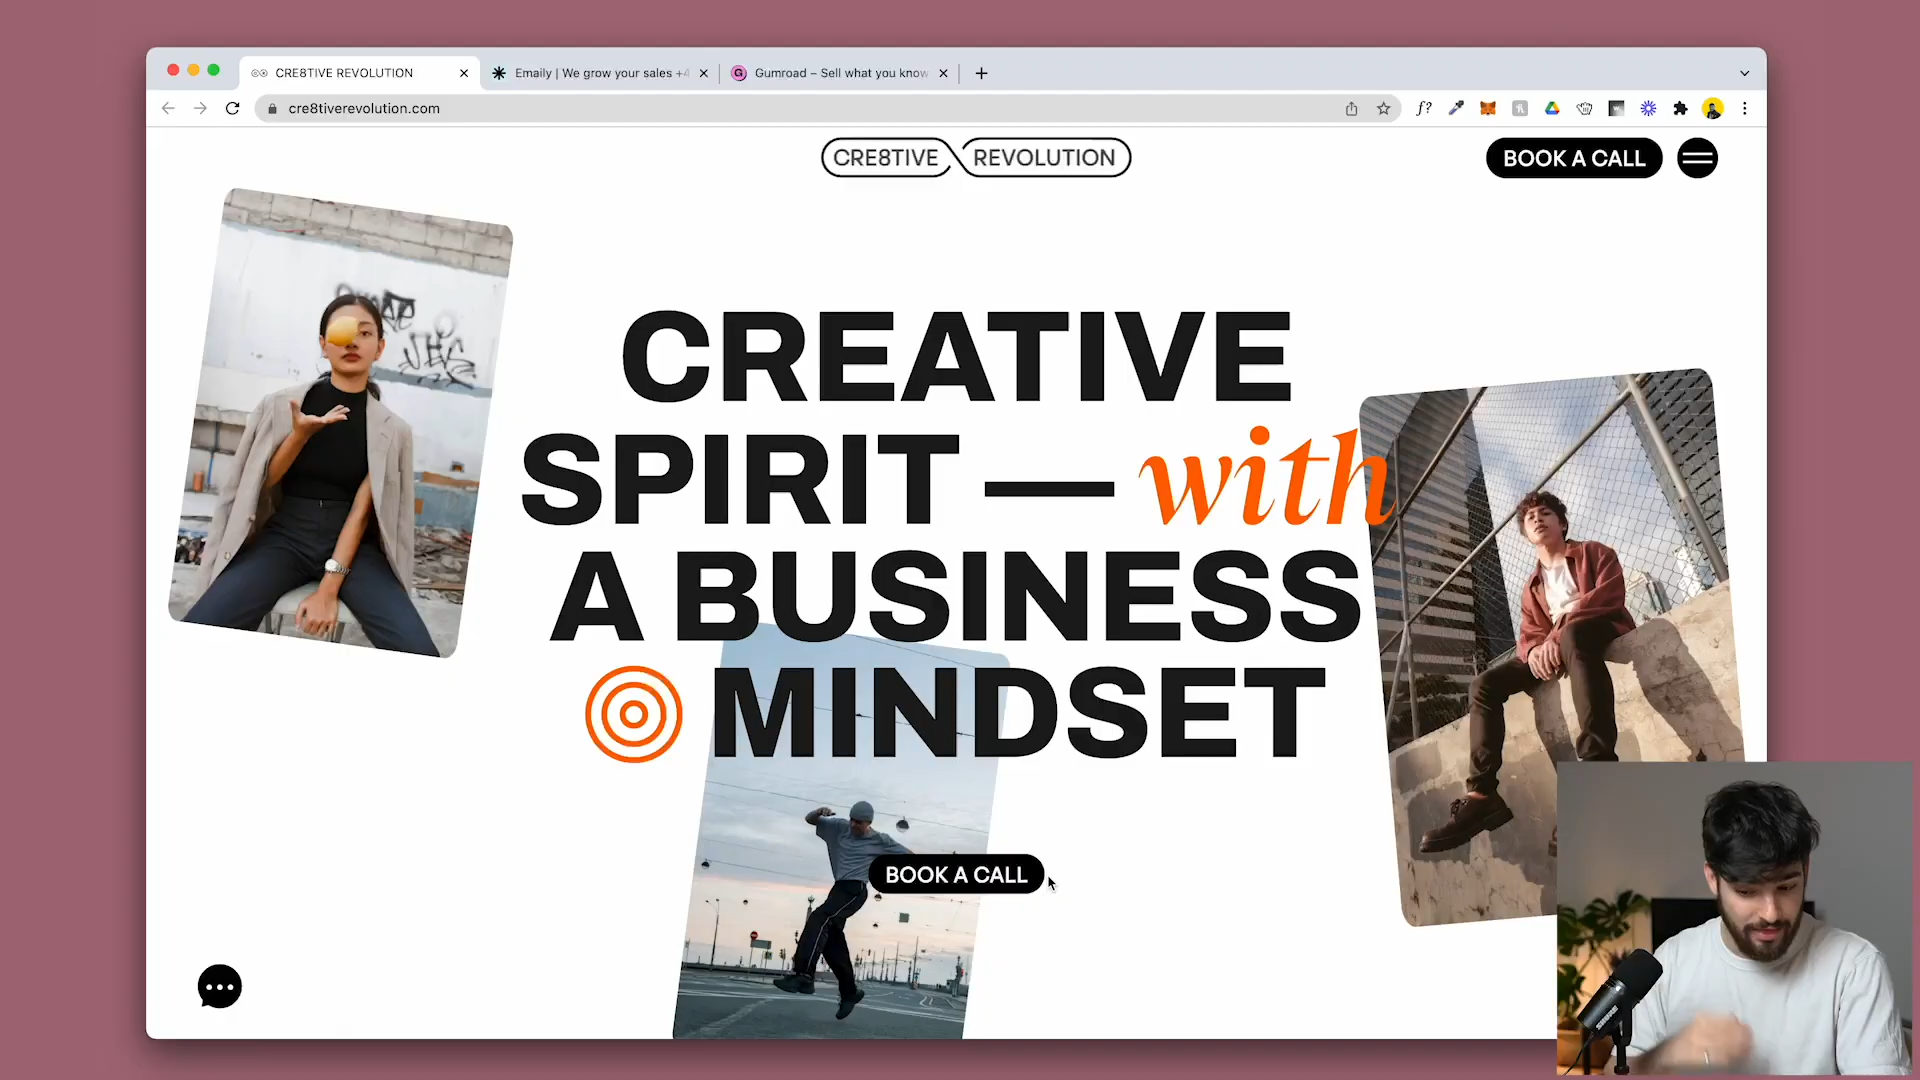 CRE8TIVE REVOLUTION
Emaily | We grow your sales +4
Gumroad – Sell what you know
cre8tiverevolution.com
f?
CRE8TIVE REVOLUTION
BOOK A CALL
CREATIVE
SPIRIT — with
A BUSINESS
MINDSET
BOOK A CALL